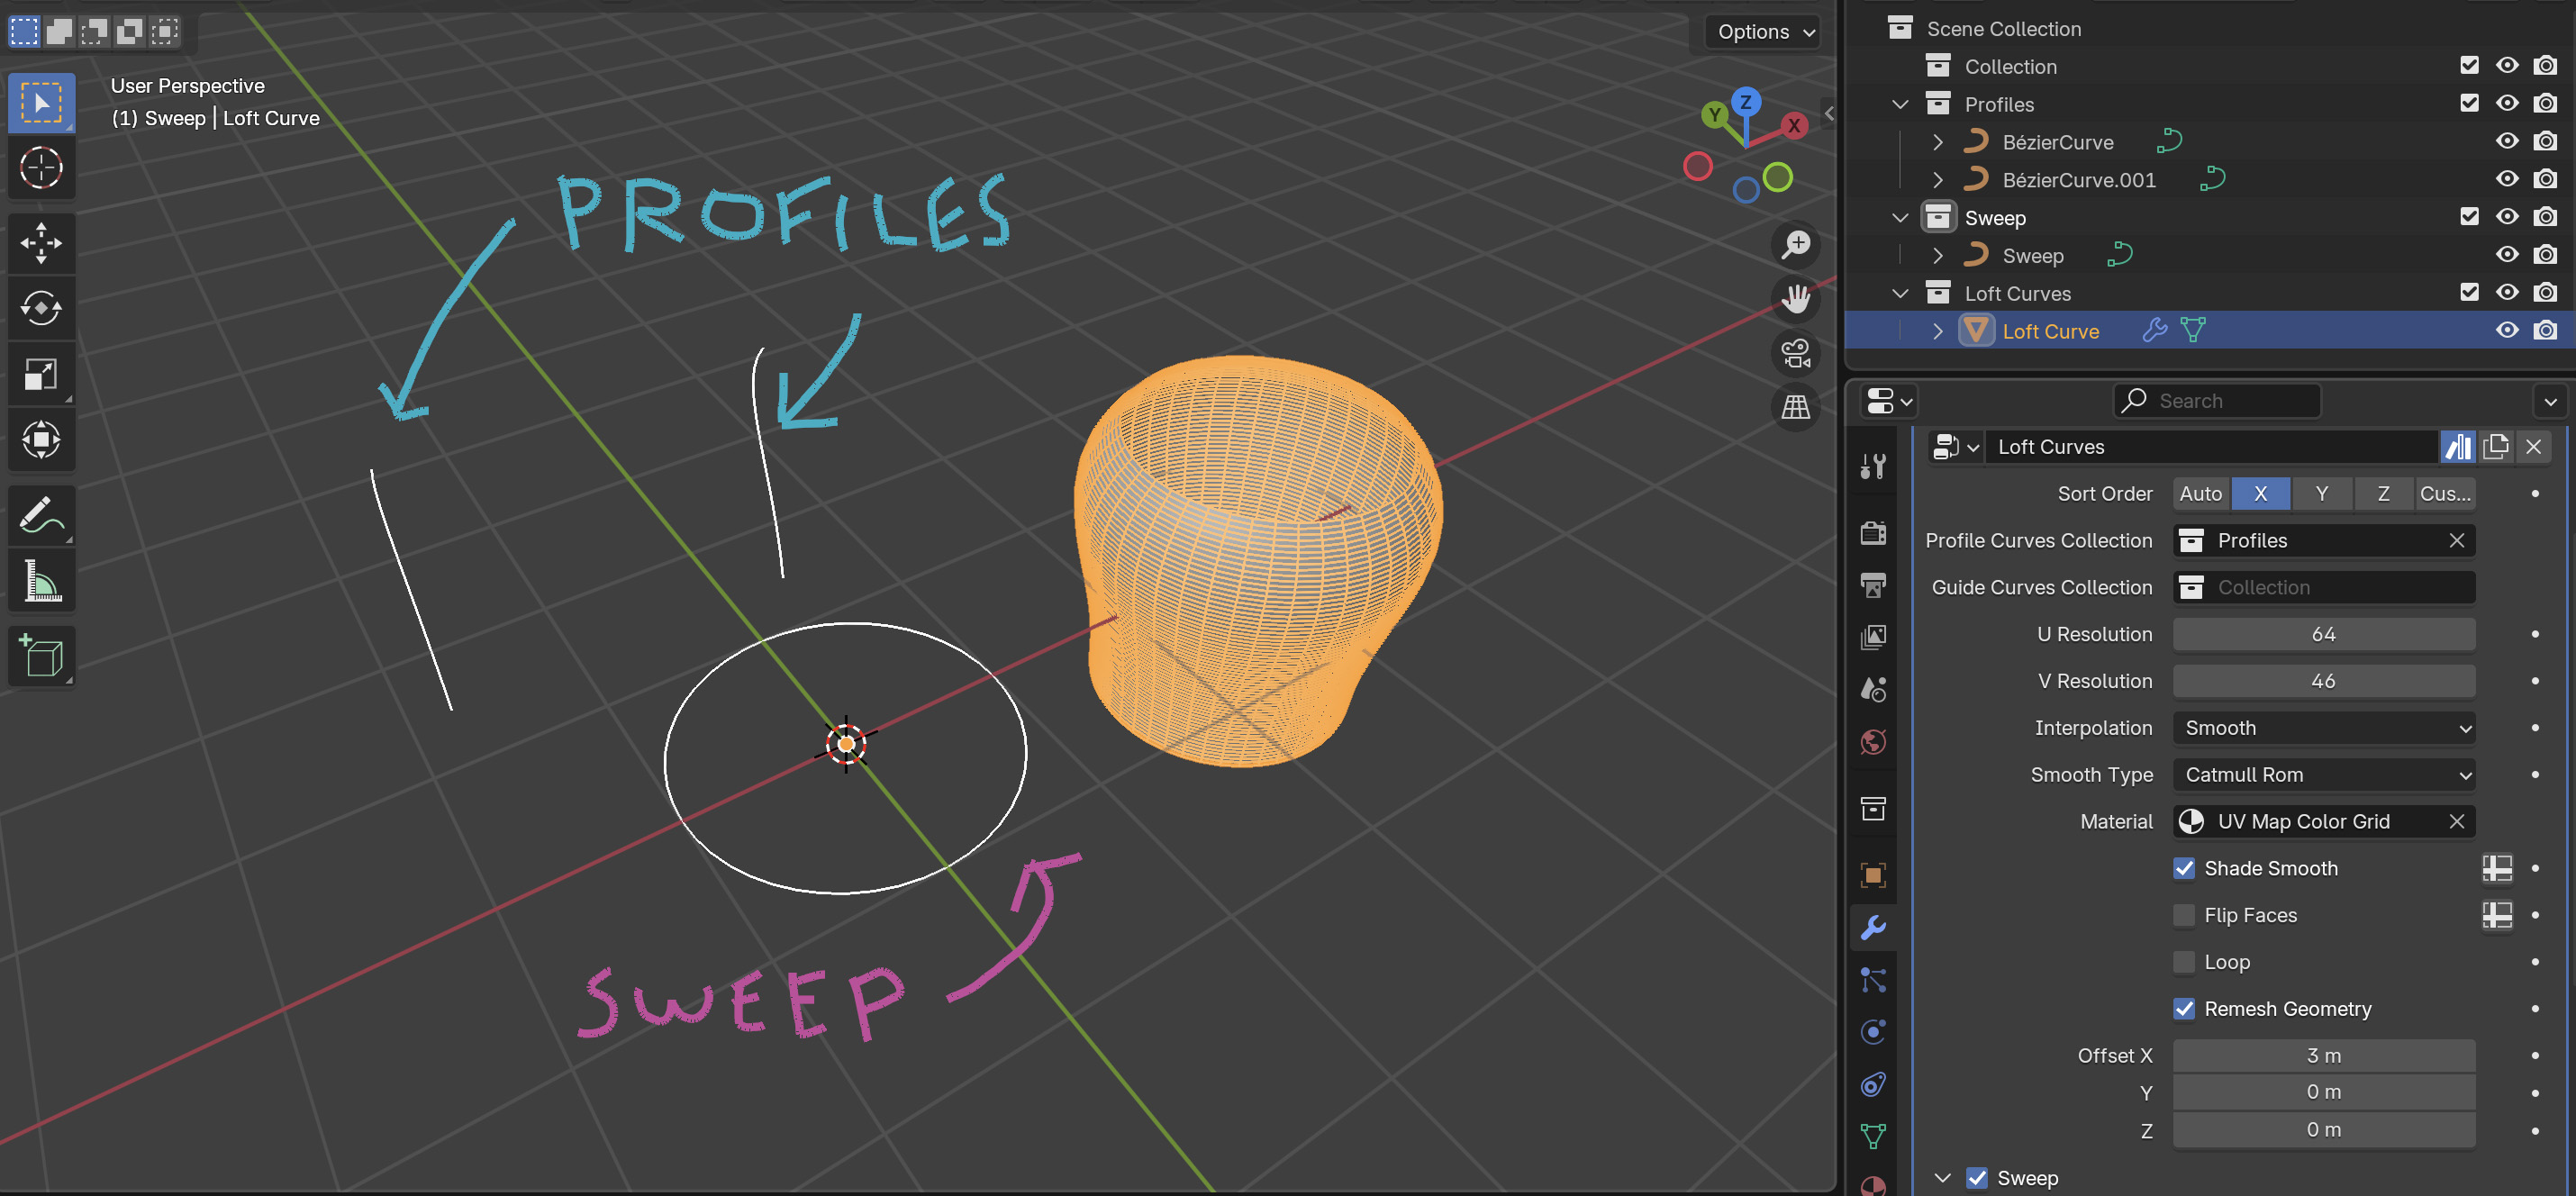 Options
User Perspective
(1) Sweep | Loft Curve
Z
Y
X
PROFILES
SWEEP
Scene Collection
Collection
Profiles
BézierCurve
BézierCurve.001
Sweep
Sweep
Loft Curves
Loft Curve
Search
Loft Curves
Sort Order Auto X Y Z Cus...
Profile Curves Collection Profiles
Guide Curves Collection Collection
U Resolution 64
V Resolution 46
Interpolation Smooth
Smooth Type Catmull Rom
Material UV Map Color Grid
Shade Smooth
Flip Faces
Loop
Remesh Geometry
Offset X 3 m
Y 0 m
Z 0 m
Sweep